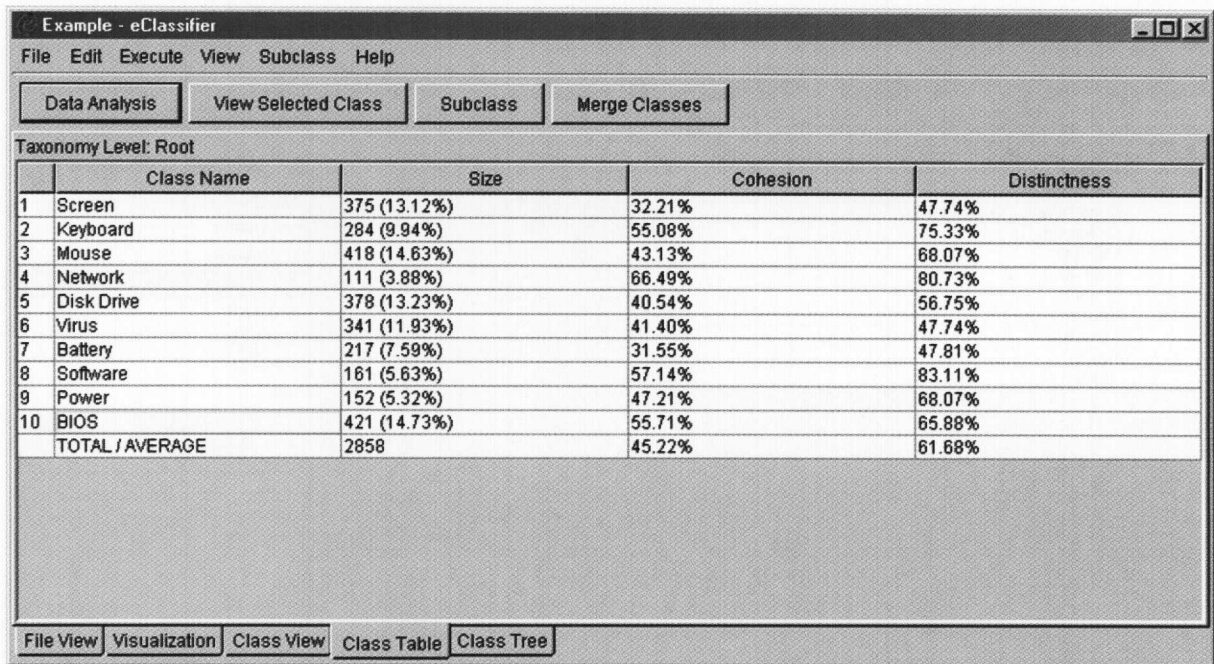 Example - eClassifier
File Edit Execute View Subclass Help
Data Analysis View Selected Class Subclass Merge Classes
Taxonomy Level: Root
Class Name Size Cohesion Distinctness
1 Screen 375 (13.12%) 32.21% 47.74%
2 Keyboard 284 (9.94%) 55.08% 75.33%
3 Mouse 418 (14.63%) 43.13% 68.07%
4 Network 111 (3.88%) 66.49% 80.73%
5 Disk Drive 378 (13.23%) 40.54% 56.75%
6 Virus 341 (11.93%) 41.40% 47.74%
7 Battery 217 (7.59%) 31.55% 47.81%
8 Software 161 (5.63%) 57.14% 83.11%
9 Power 152 (5.32%) 47.21% 68.07%
10 BIOS 421 (14.73%) 55.71% 65.88%
TOTAL / AVERAGE 2858 45.22% 61.68%
File View Visualization Class View Class Table Class Tree